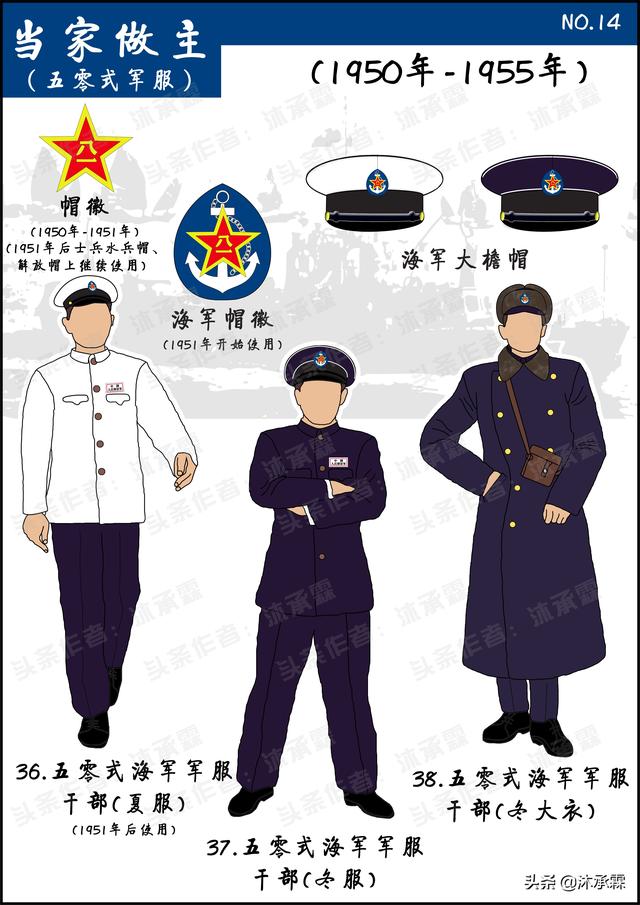 当家做主
(五零式军服)
NO.14
(1950年-1955年)
八一
帽徽
(1950年-1951年)
(1951年后士兵水兵帽、
解放帽上继续使用)
八一
海军帽徽
(1951年开始使用)
海军大檐帽
36.五零式海军军服
干部(夏服)
(1951年后使用)
37.五零式海军军服
干部(冬服)
38.五零式海军军服
干部(冬大衣)
头条作者：沐承霖
头条 @沐承霖